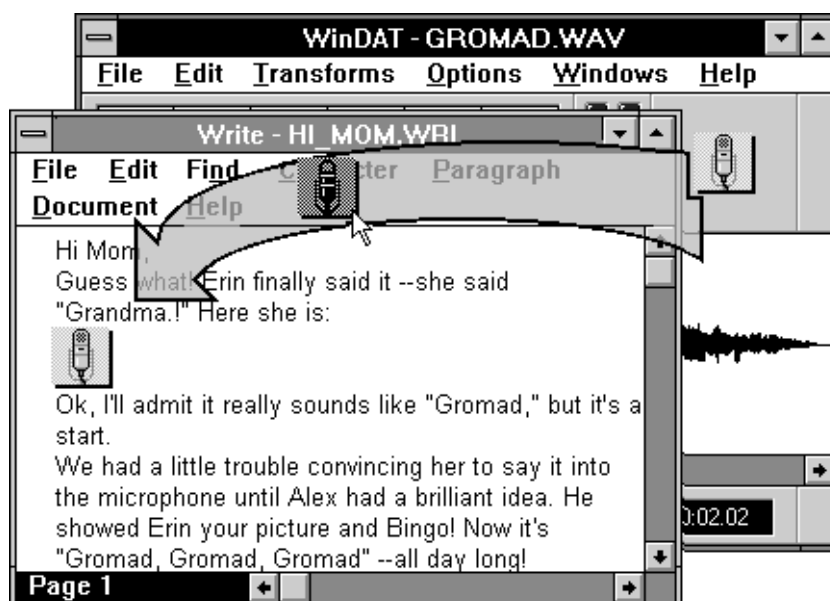 WinDAT - GROMAD.WAV
File Edit Transforms Options Windows Help
Write - HI_MOM.WRI
File Edit Find Paragraph
Document Help
Hi Mom,
Guess what! Erin finally said it --she said
"Grandma.!" Here she is:
Ok, I'll admit it really sounds like "Gromad," but it's a
start.
We had a little trouble convincing her to say it into
the microphone until Alex had a brilliant idea. He
showed Erin your picture and Bingo! Now it's
"Gromad, Gromad, Gromad" --all day long!
Page 1
0:02.02